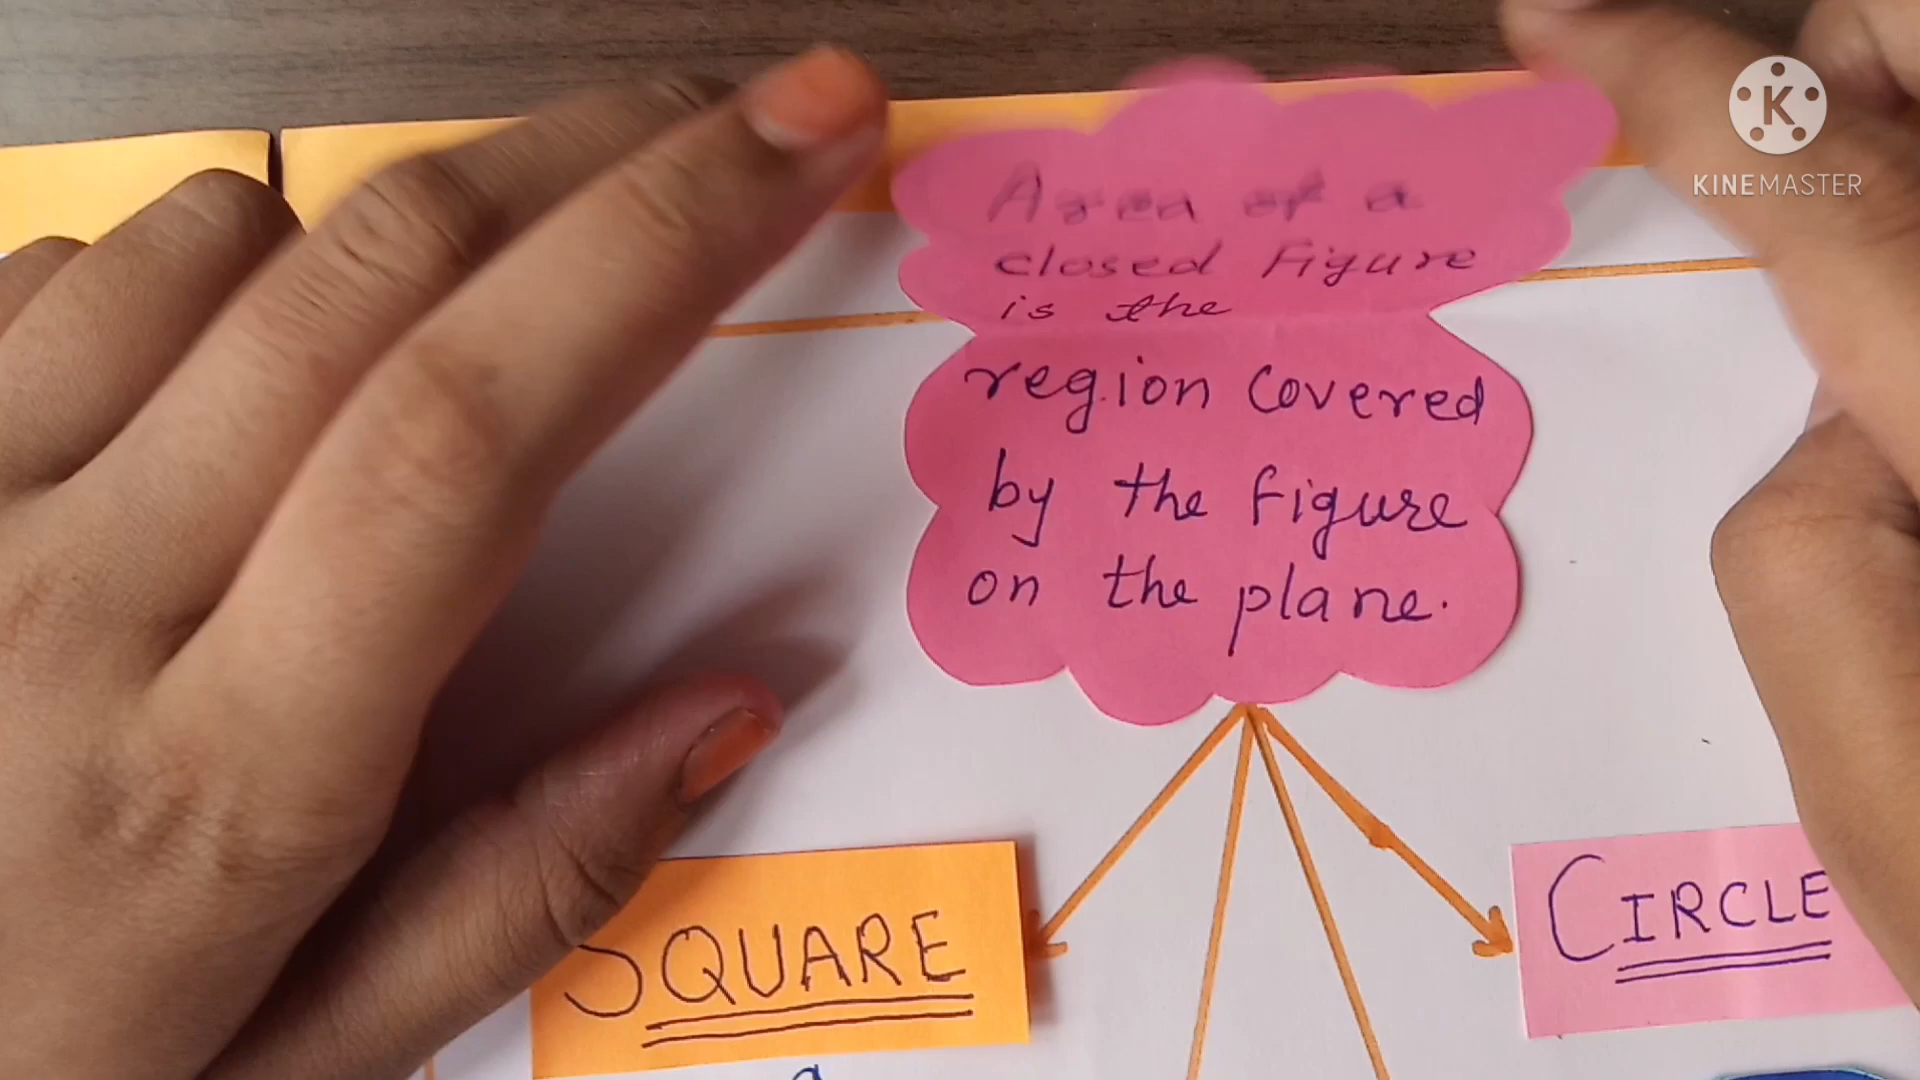 KINEMASTER
Area of a
closed Figure
is the
region covered
by the figure
on the plane.
SQUARE
CIRCLE